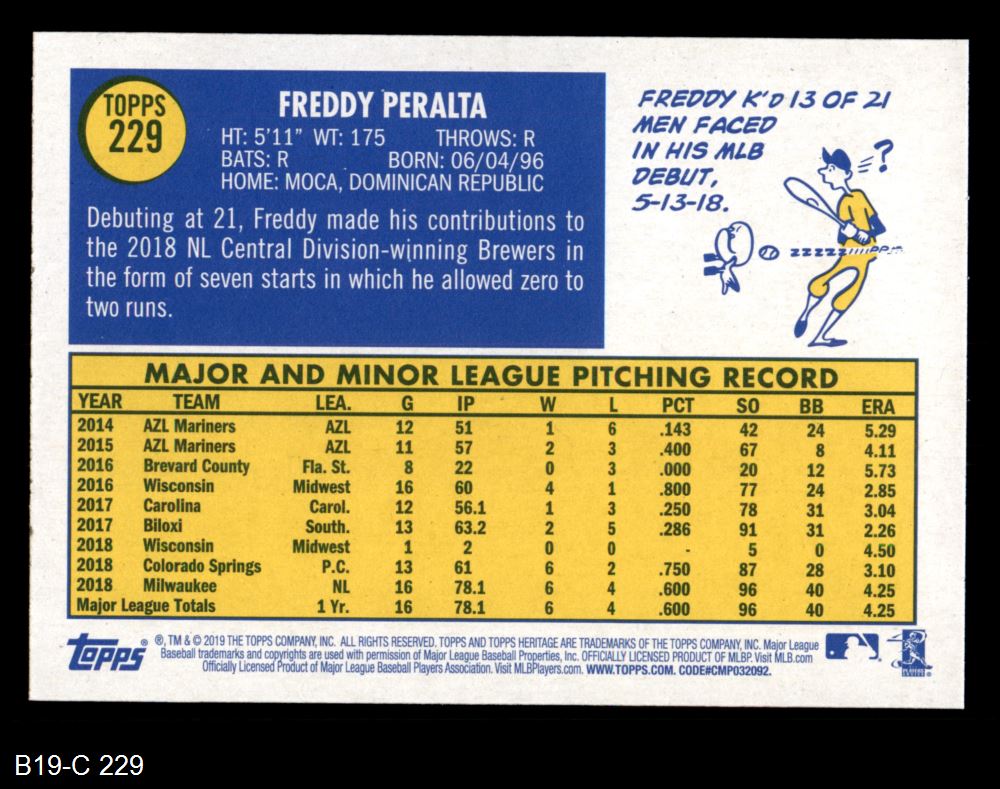 TOPPS
229
FREDDY PERALTA
HT: 5'11" WT: 175 THROWS: R
BATS: R BORN: 06/04/96
HOME: MOCA, DOMINICAN REPUBLIC
Debuting at 21, Freddy made his contributions to
the 2018 NL Central Division-winning Brewers in
the form of seven starts in which he allowed zero to
two runs.
FREDDY K'D 13 OF 21
MEN FACED
IN HIS MLB
DEBUT,
5-13-18.
?
MAJOR AND MINOR LEAGUE PITCHING RECORD
YEAR TEAM LEA. G IP W L PCT SO BB ERA
2014 AZL Mariners AZL 12 51 1 6 .143 42 24 5.29
2015 AZL Mariners AZL 11 57 2 3 .400 67 8 4.11
2016 Brevard County Fla. St. 8 22 0 3 .000 20 12 5.73
2016 Wisconsin Midwest 16 60 4 1 .800 77 24 2.85
2017 Carolina Carol. 12 56.1 1 3 .250 78 31 3.04
2017 Biloxi South. 13 63.2 2 5 .286 91 31 2.26
2018 Wisconsin Midwest 1 2 0 0 - 5 0 4.50
2018 Colorado Springs P.C. 13 61 6 2 .750 87 28 3.10
2018 Milwaukee NL 16 78.1 6 4 .600 96 40 4.25
Major League Totals 1 Yr. 16 78.1 6 4 .600 96 40 4.25
topps
®, TM & © 2019 THE TOPPS COMPANY, INC. ALL RIGHTS RESERVED. TOPPS AND TOPPS HERITAGE ARE TRADEMARKS OF THE TOPPS COMPANY, INC. Major League
Baseball trademarks and copyrights are used with permission of Major League Baseball Properties, Inc. OFFICIALLY LICENSED PRODUCT OF MLBP. Visit MLB.com
Officially Licensed Product of Major League Baseball Players Association. Visit MLBPlayers.com. WWW.TOPPS.COM. CODE#CMP032092.
B19-C 229